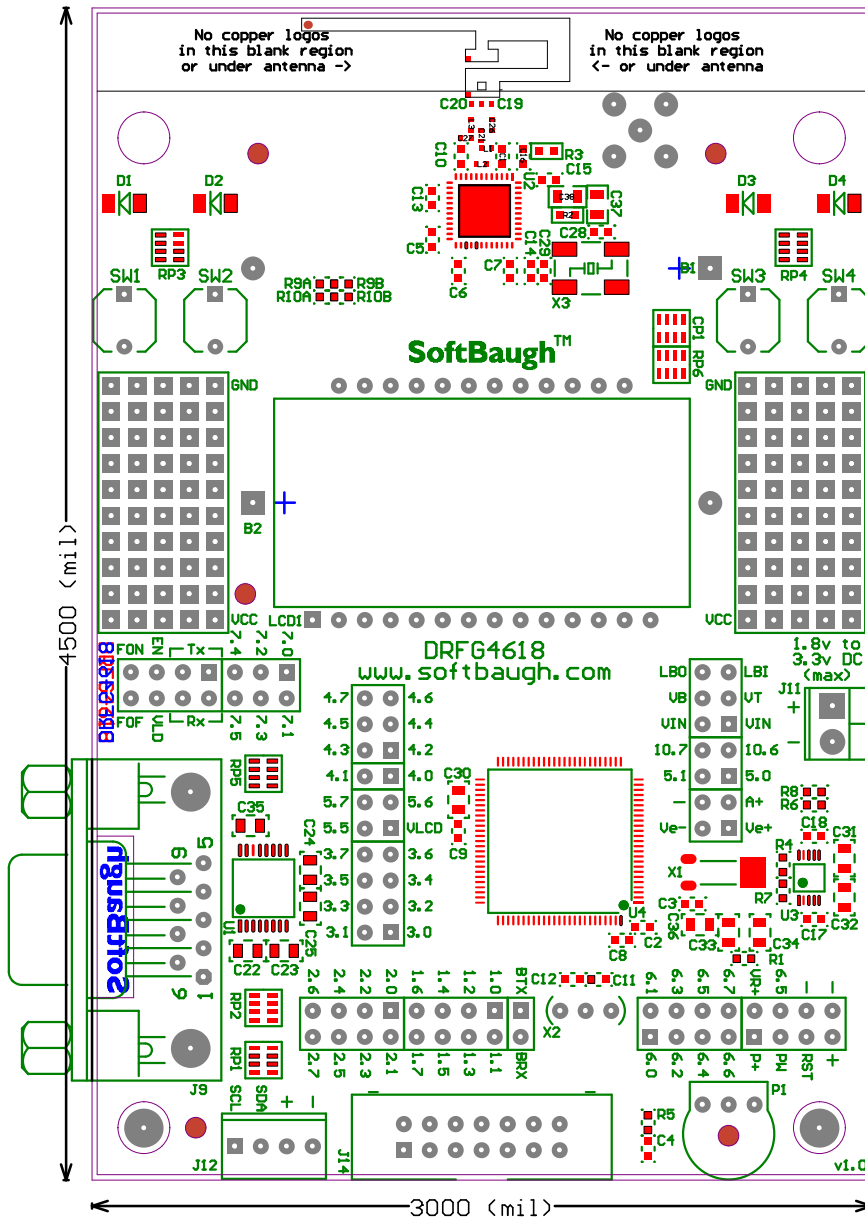 No copper logos
in this blank region
or under antenna ->
No copper logos
in this blank region
<- or under antenna
C20 C19
C10
R3
C15
U2
D1 D2
C13
C36
C37
R2
D3 D4
C5
C28
RP3
C14
C29
RP4
SW1 SW2
R9A R9B
R10A R10B
C6
C7
X3
B1
SW3 SW4
CP1
RP6
SoftBaugh™
GND
GND
B2
4500 (mil)
VCC
LCD1
VCC
DRFG4618
www.softbaugh.com
1.8v to
3.3v DC
(max)
J11
+
-
DRFG4618
FON EN Tx 7.4 7.2 7.0
FOF VLD Rx 7.5 7.3 7.1
LBO LBI
VB VT
VIN VIN
10.7 10.6
5.1 5.0
- A+
Ve- Ve+
4.7 4.6
4.5 4.4
4.3 4.2
4.1 4.0
5.7 5.6
5.5 VLCD
3.7 3.6
3.5 3.4
3.3 3.2
3.1 3.0
RP5
C35
C24
C30
C9
R8
R6
C18
C31
R4
X1
R7
C3
U3
C17
C32
9 5
6 1
SoftBaugh
U1
C25
C22 C23
U4
C2
C8
C36
C33
C34
R1
C12 C11
X2
2.6 2.4 2.2 2.0 1.6 1.4 1.2 1.0 BTX
2.7 2.5 2.3 2.1 1.7 1.5 1.3 1.1 BRX
6.1 6.3 6.5 6.7 VR+ 6.5 - -
6.0 6.2 6.4 6.6 P+ PW RST +
RP2
RP1
J9
SCL SDA + -
J12
J14
- -
R5
C4
P1
v1.0
3000 (mil)